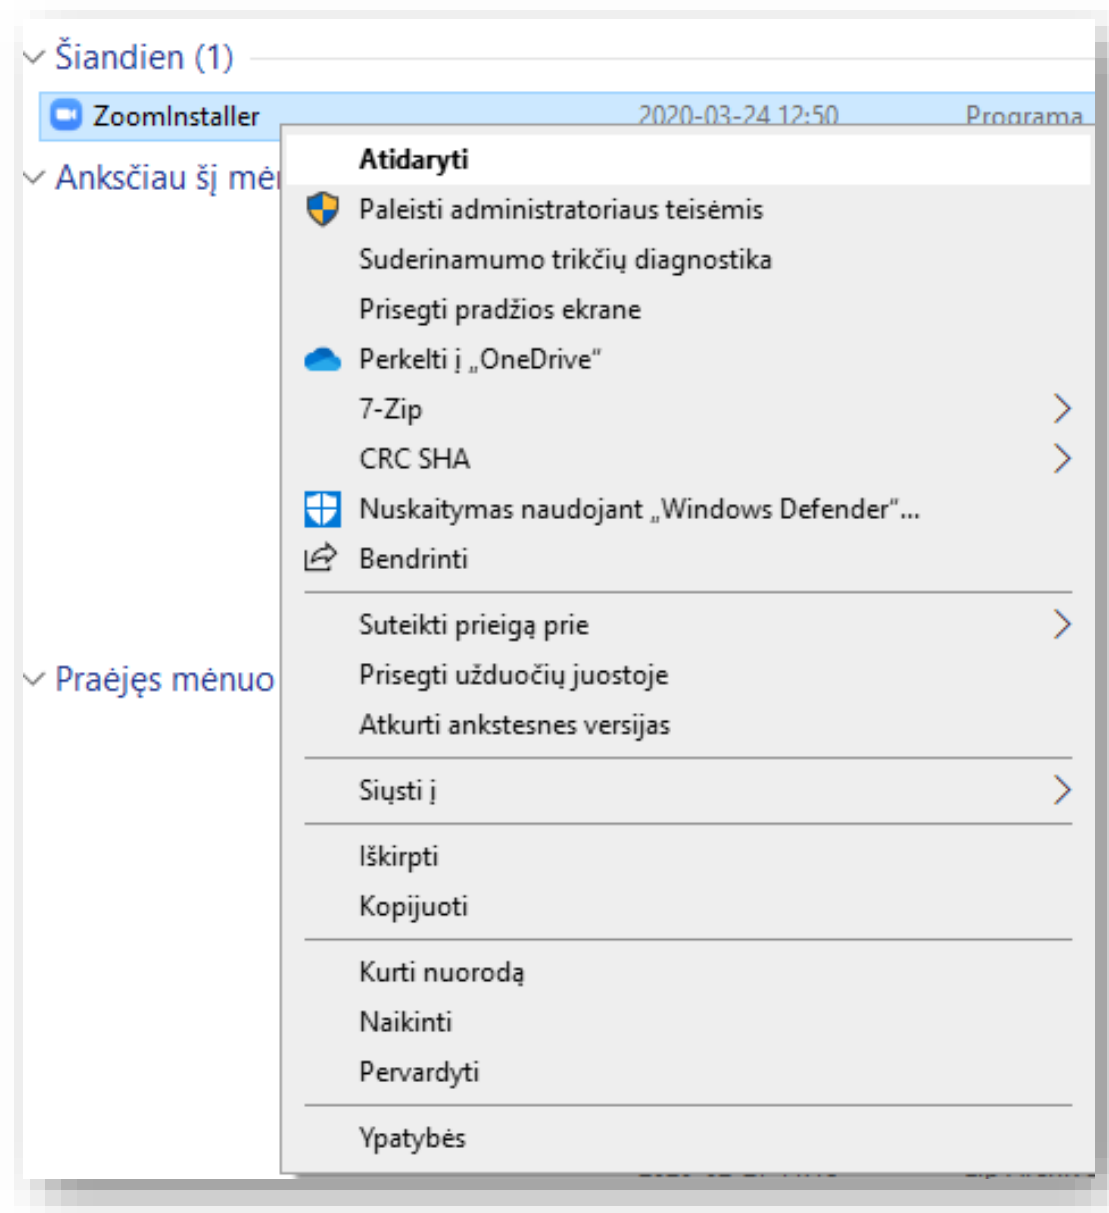 Šiandien (1)
ZoomInstaller 2020-03-24 12:50 Programa
Atidaryti
Anksčiau šį
Paleisti administratoriaus teisėmis
Suderinamumo trikčių diagnostika
Prisegti pradžios ekrane
Perkelti į „OneDrive“
7-Zip
CRC SHA
Nuskaitymas naudojant „Windows Defender“...
Bendrinti
Suteikti prieigą prie
Praėjęs mėnuo
Prisegti užduočių juostoje
Atkurti ankstesnes versijas
Siųsti į
Iškirpti
Kopijuoti
Kurti nuorodą
Naikinti
Pervardyti
Ypatybės